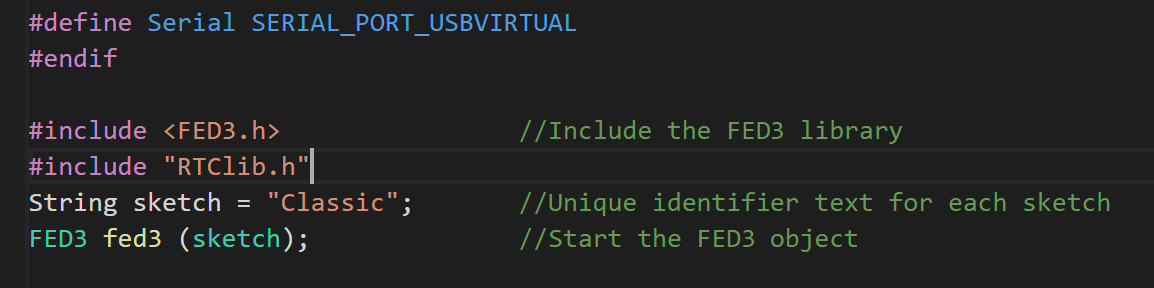 #define Serial SERIAL_PORT_USBVIRTUAL
#endif
#include <FED3.h> //Include the FED3 library
#include "RTClib.h"
String sketch = "Classic"; //Unique identifier text for each sketch
FED3 fed3 (sketch); //Start the FED3 object